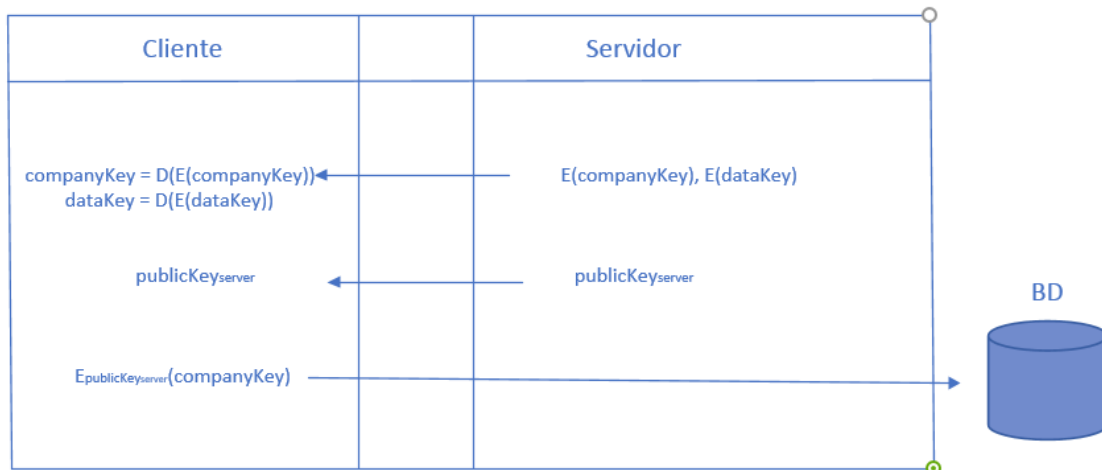 Cliente
Servidor
companyKey = D(E(companyKey))
E(companyKey), E(dataKey)
dataKey = D(E(dataKey))
publicKeyserver
publicKeyserver
BD
EpublicKeyserver(companyKey)